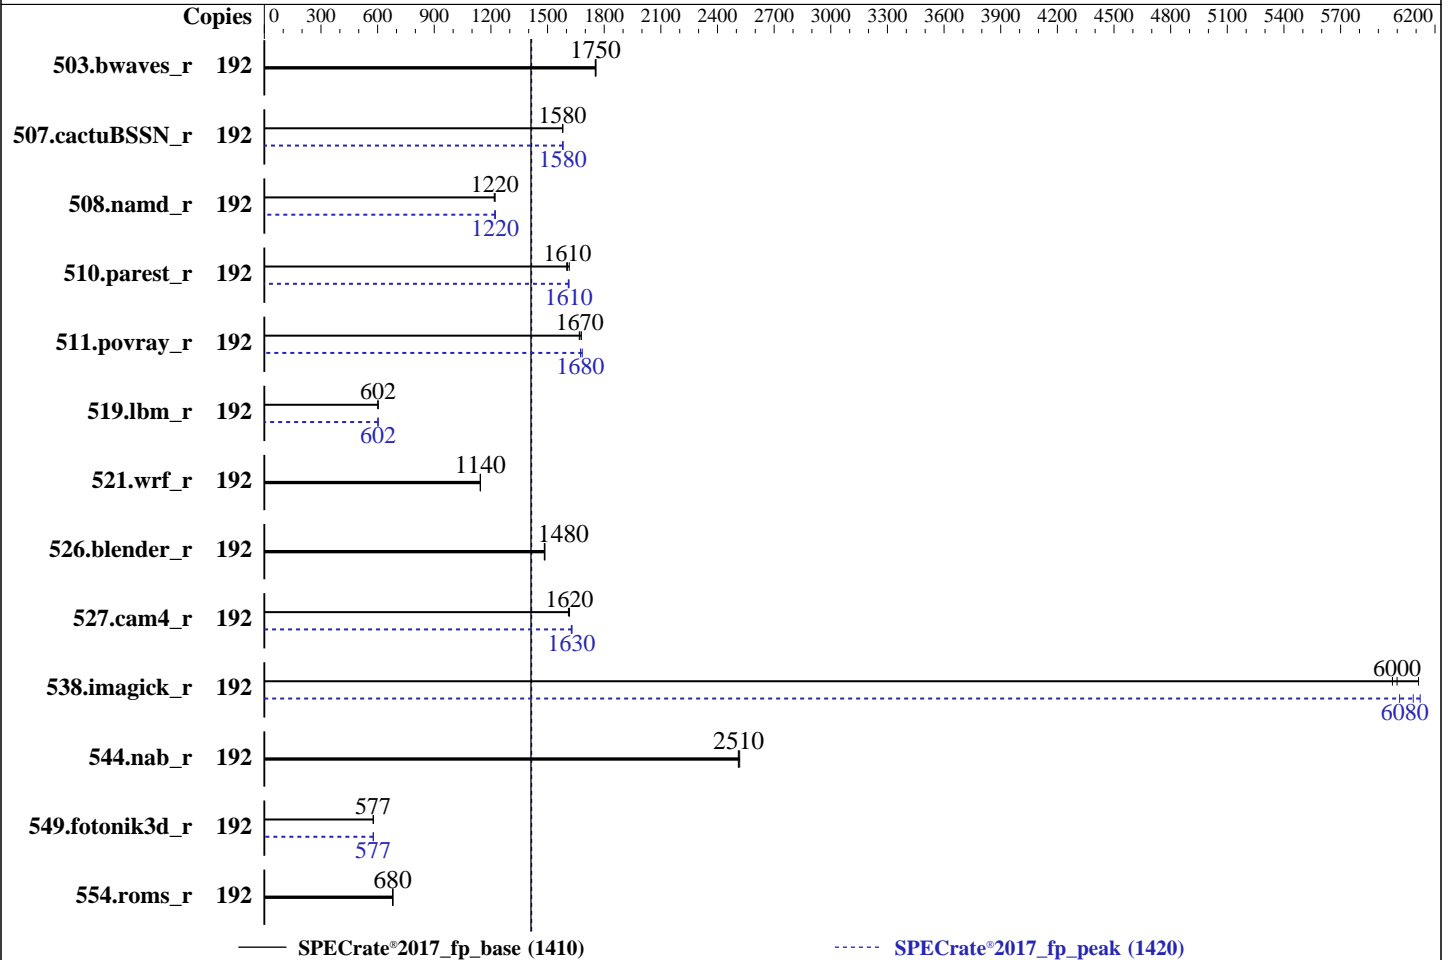 Copies 0 300 600 900 1200 1500 1800 2100 2400 2700 3000 3300 3600 3900 4200 4500 4800 5100 5400 5700 6200
1750
503.bwaves_r 192
1580
507.cactuBSSN_r 192
1580
1220
508.namd_r 192
1220
1610
510.parest_r 192
1610
1670
511.povray_r 192
1680
602
519.lbm_r 192
602
1140
521.wrf_r 192
1480
526.blender_r 192
1620
527.cam4_r 192
1630
6000
538.imagick_r 192
6080
2510
544.nab_r 192
577
549.fotonik3d_r 192
577
680
554.roms_r 192
SPECrate®2017_fp_base (1410) SPECrate®2017_fp_peak (1420)